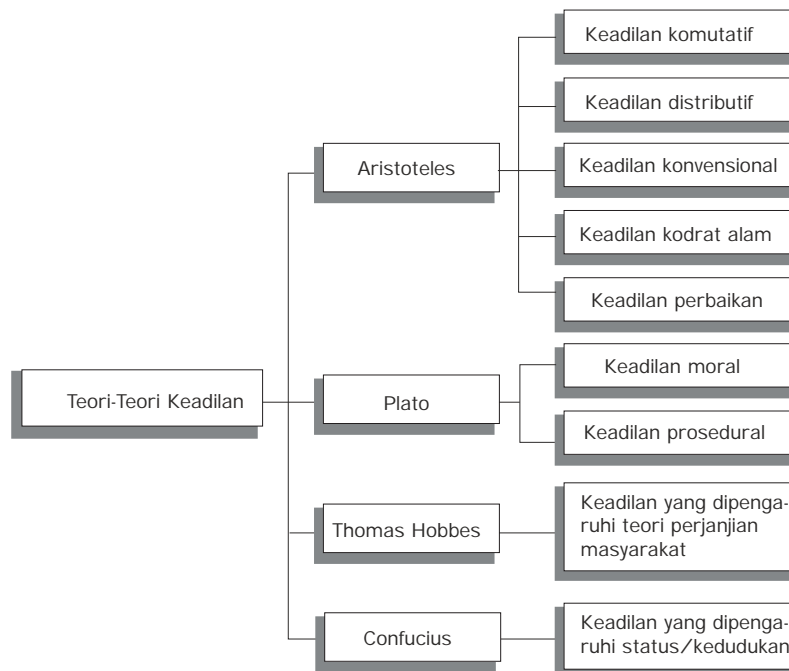 Teori-Teori Keadilan
Aristoteles
Keadilan komutatif
Keadilan distributif
Keadilan konvensional
Keadilan kodrat alam
Keadilan perbaikan
Plato
Keadilan moral
Keadilan prosedural
Thomas Hobbes
Keadilan yang dipenga-
ruhi teori perjanjian
masyarakat
Confucius
Keadilan yang dipenga-
ruhi status/kedudukan